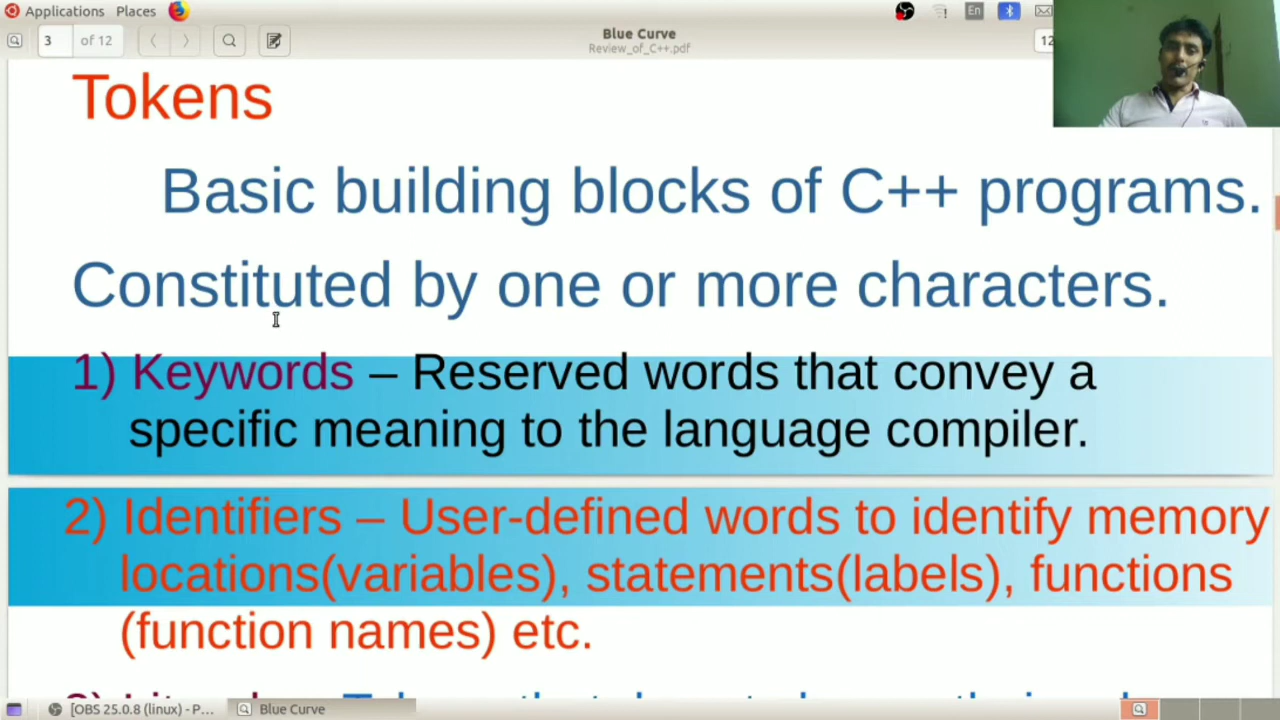 Applications Places
En
3 of 12
Blue Curve
Review_of_C++.pdf
12
Tokens
Basic building blocks of C++ programs.
Constituted by one or more characters.
1) Keywords – Reserved words that convey a
specific meaning to the language compiler.
2) Identifiers – User-defined words to identify memory
locations(variables), statements(labels), functions
(function names) etc.
[OBS 25.0.8 (linux) - P...
Blue Curve